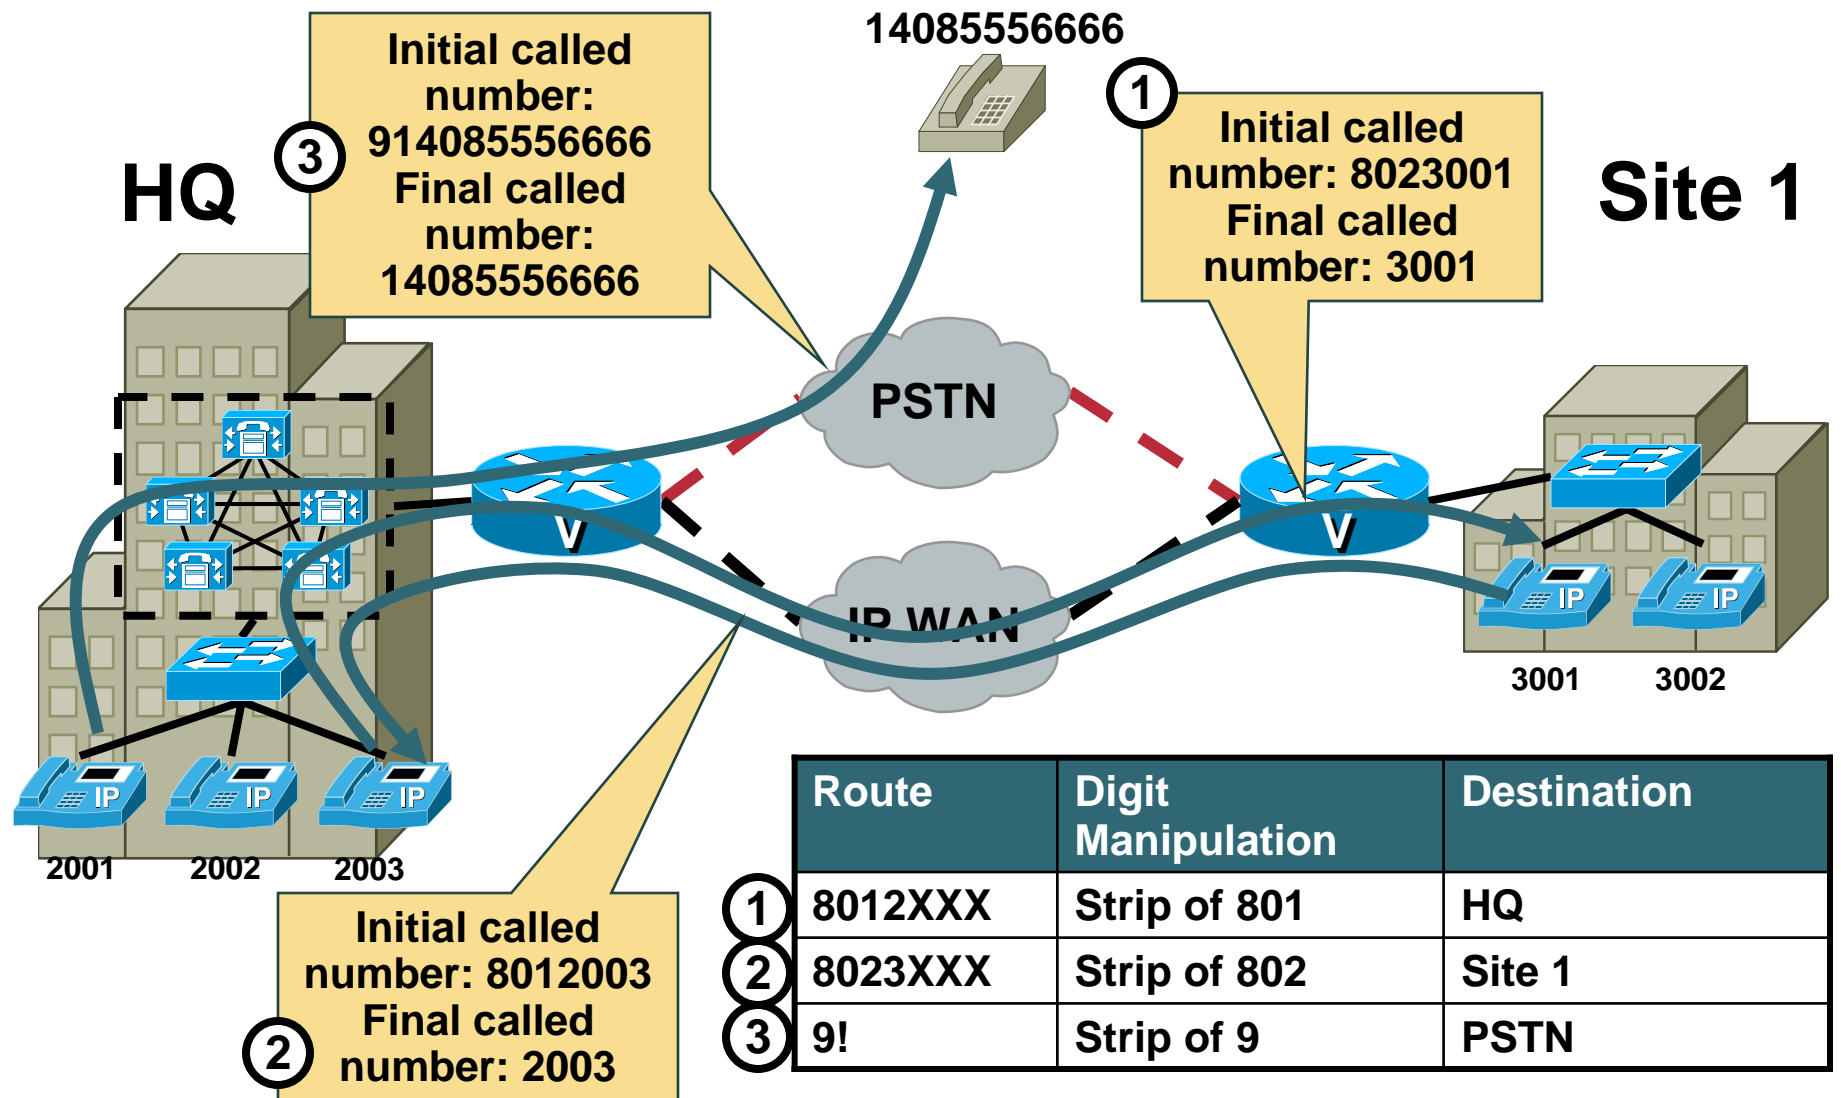 14085556666
3
Initial called
number:
914085556666
Final called
number:
14085556666
1
Initial called
number: 8023001
Final called
number: 3001
HQ
Site 1
PSTN
V
V
IP WAN
IP
IP
3001
3002
IP
IP
IP
2001
2002
2003
Initial called
number: 8012003
Final called
number: 2003
2
Route
Digit
Manipulation
Destination
1
8012XXX
Strip of 801
HQ
2
8023XXX
Strip of 802
Site 1
3
9!
Strip of 9
PSTN